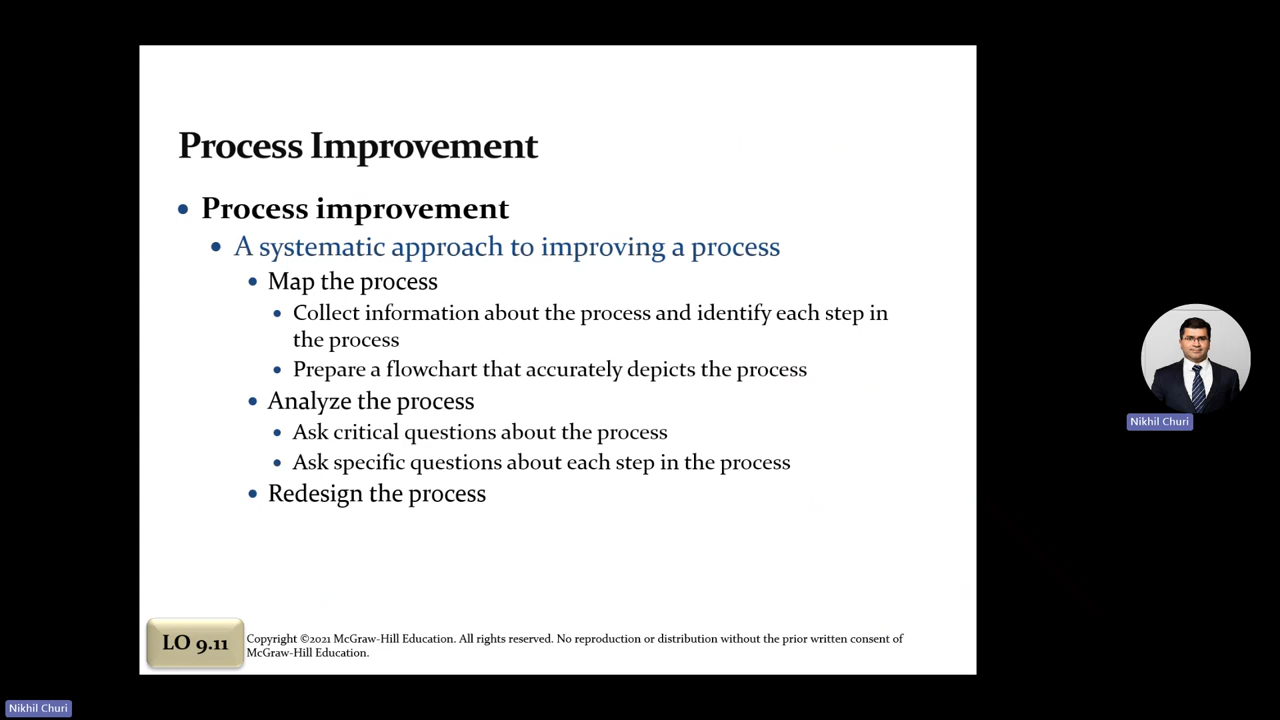 Process Improvement
• Process improvement
• A systematic approach to improving a process
• Map the process
• Collect information about the process and identify each step in
the process
• Prepare a flowchart that accurately depicts the process
• Analyze the process
• Ask critical questions about the process
• Ask specific questions about each step in the process
• Redesign the process
LO 9.11
Copyright ©2021 McGraw-Hill Education. All rights reserved. No reproduction or distribution without the prior written consent of
McGraw-Hill Education.
Nikhil Churi
Nikhil Churi